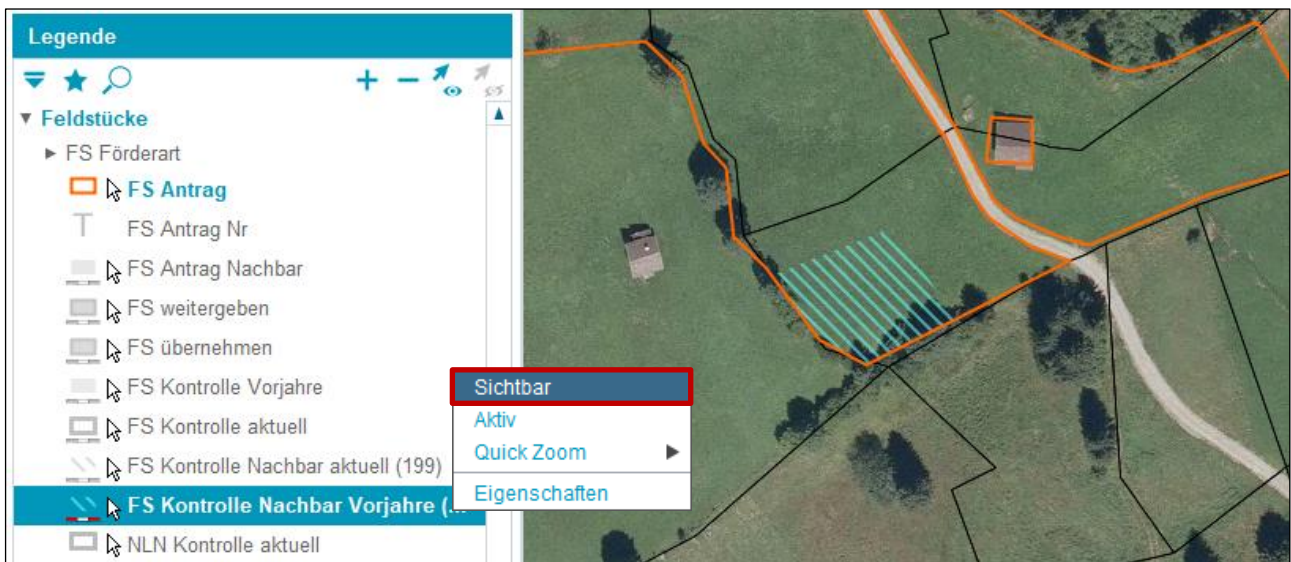 Legende
Feldstücke
FS Förderart
FS Antrag
FS Antrag Nr
FS Antrag Nachbar
FS weitergeben
FS übernehmen
FS Kontrolle Vorjahre
FS Kontrolle aktuell
FS Kontrolle Nachbar aktuell (199)
FS Kontrolle Nachbar Vorjahre (...
NLN Kontrolle aktuell
Sichtbar
Aktiv
Quick Zoom
Eigenschaften